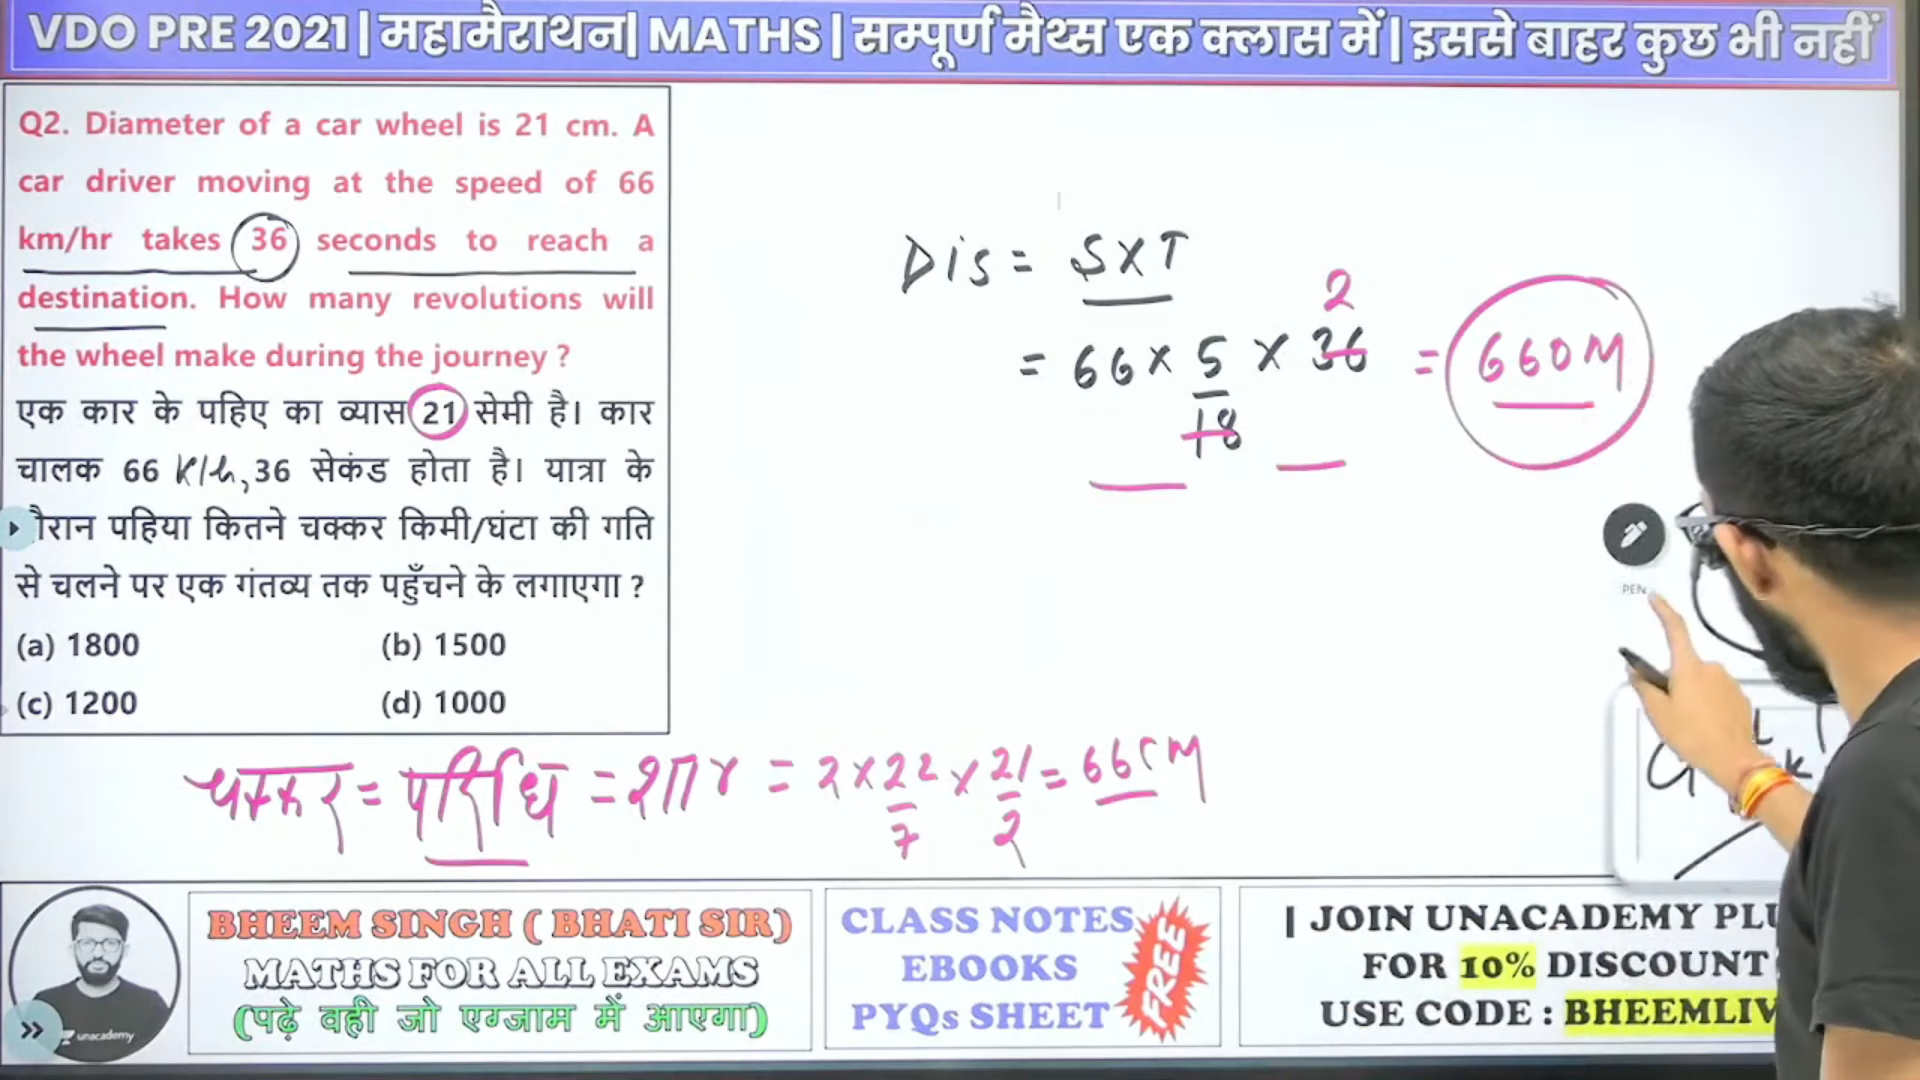 VDO PRE 2021 | महामैराथन| MATHS | सम्पूर्ण मैथ्स एक क्लास में| इससे बाहर कुछ भी नहीं
Q2. Diameter of a car wheel is 21 cm. A
car driver moving at the speed of 66
km/hr takes 36 seconds to reach a
destination. How many revolutions will
the wheel make during the journey ?
एक कार के पहिए का व्यास 21 सेमी है। कार
चालक 66 K/h, 36 सेकंड होता है। यात्रा के
ौरान पहिया कितने चक्कर किमी/घंटा की गति
से चलने पर एक गंतव्य तक पहुँचने के लगाएगा ?
(a) 1800 (b) 1500
(c) 1200 (d) 1000
Dis = S×T
2
= 66 × 5/18 × 36 = 660M
PEN
चक्कर = परिधि = 2πr = 2 × 22/7 × 21/2 = 66cm
BHEEM SINGH ( BHATI SIR)
MATHS FOR ALL EXAMS
(पढ़े वही जो एग्जाम में आएगा)
unacademy
CLASS NOTES
EBOOKS
PYQs SHEET
FREE
| JOIN UNACADEMY PLU
FOR 10% DISCOUNT
USE CODE : BHEEMLIV